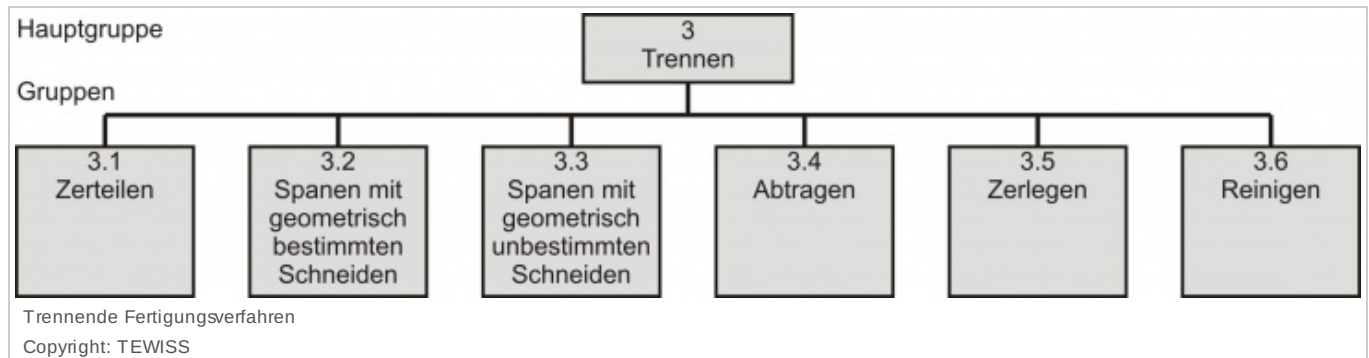 Hauptgruppe
3
Trennen
Gruppen
3.1
Zerteilen
3.2
Spanen mit
geometrisch
bestimmten
Schneiden
3.3
Spanen mit
geometrisch
unbestimmten
Schneiden
3.4
Abtragen
3.5
Zerlegen
3.6
Reinigen
Trennende Fertigungsverfahren
Copyright: TEWISS